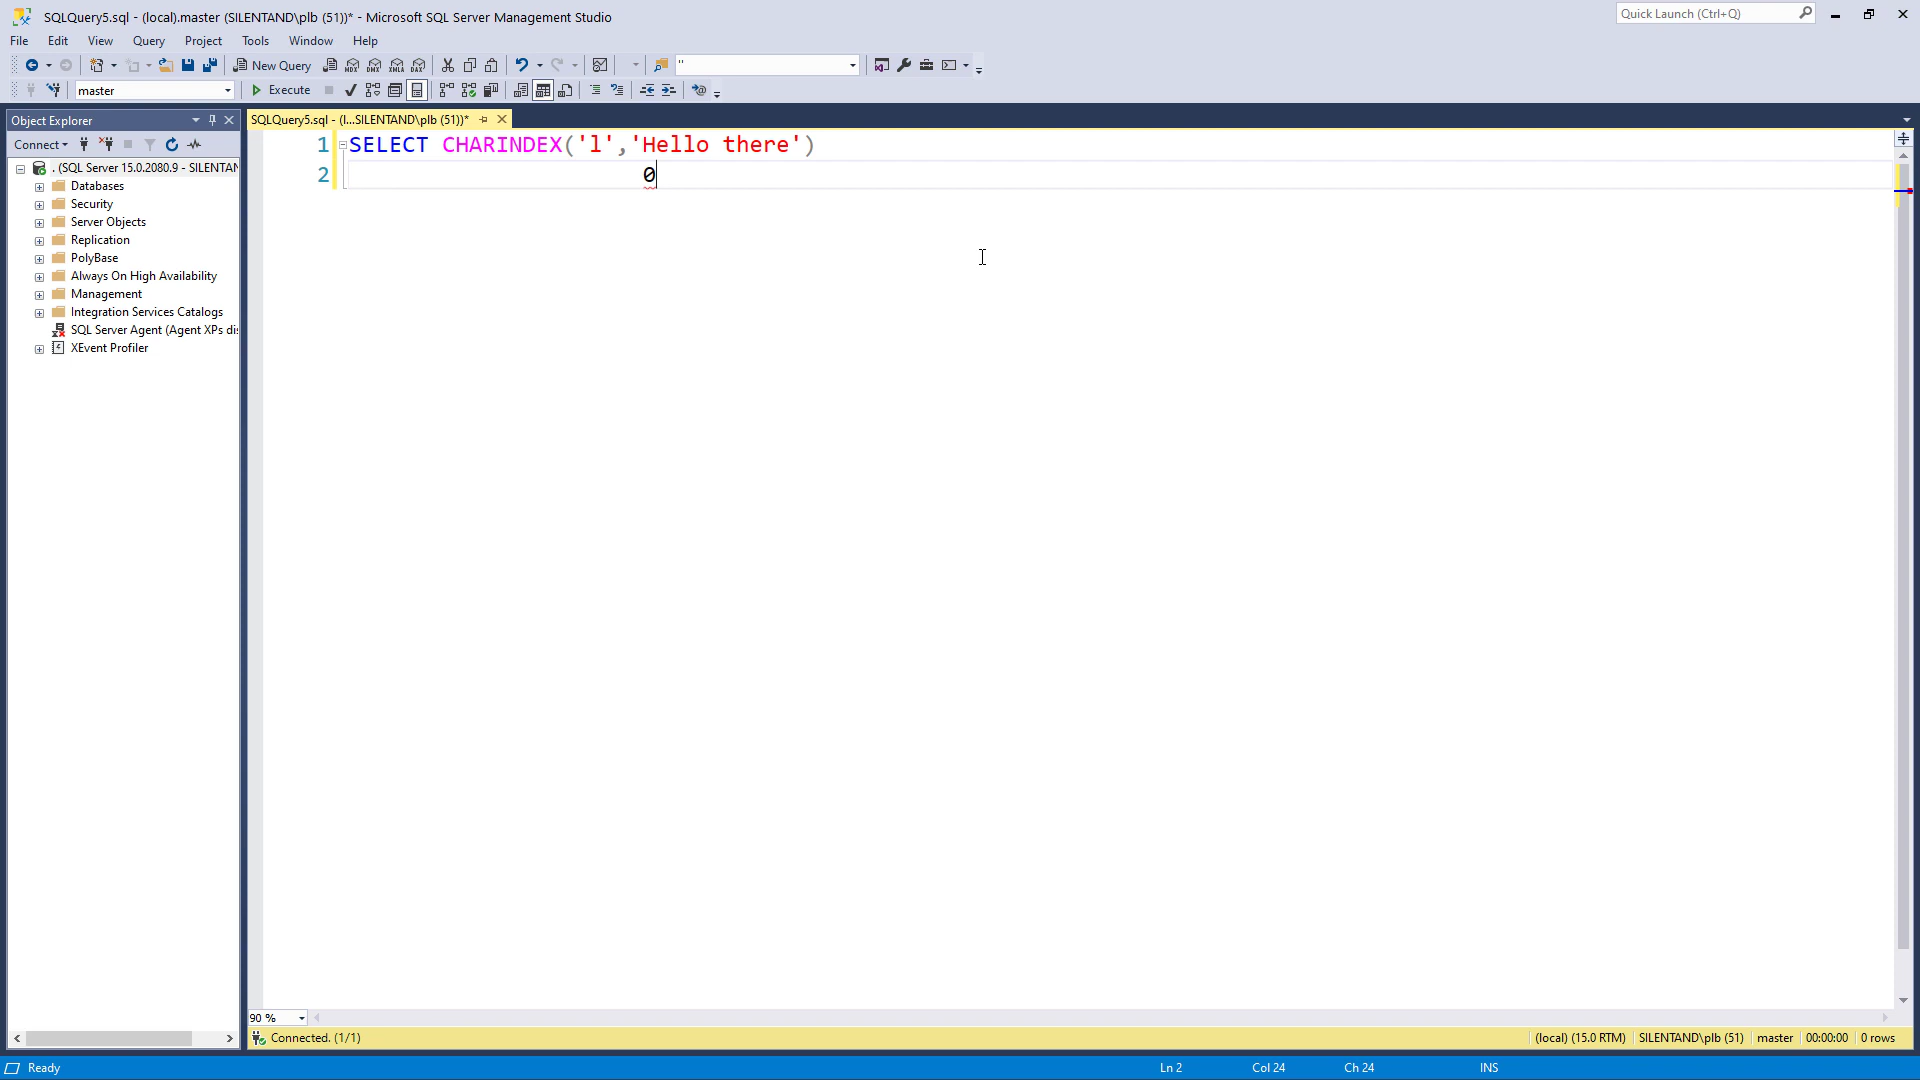 SQLQuery5.sql - (local).master (SILENTAND\plb (51))* - Microsoft SQL Server Management Studio
Quick Launch (Ctrl+Q)
File Edit View Query Project Tools Window Help
New Query MDX DMX XMLA DAX "
master Execute
Object Explorer
SQLQuery5.sql - (l...SILENTAND\plb (51))*
Connect
1 SELECT CHARINDEX('l','Hello there')
2 0
. (SQL Server 15.0.2080.9 - SILENTAN
Databases
Security
Server Objects
Replication
PolyBase
Always On High Availability
Management
Integration Services Catalogs
SQL Server Agent (Agent XPs di
XEvent Profiler
90 %
Connected. (1/1)
(local) (15.0 RTM) SILENTAND\plb (51) master 00:00:00 0 rows
Ready
Ln 2 Col 24 Ch 24 INS